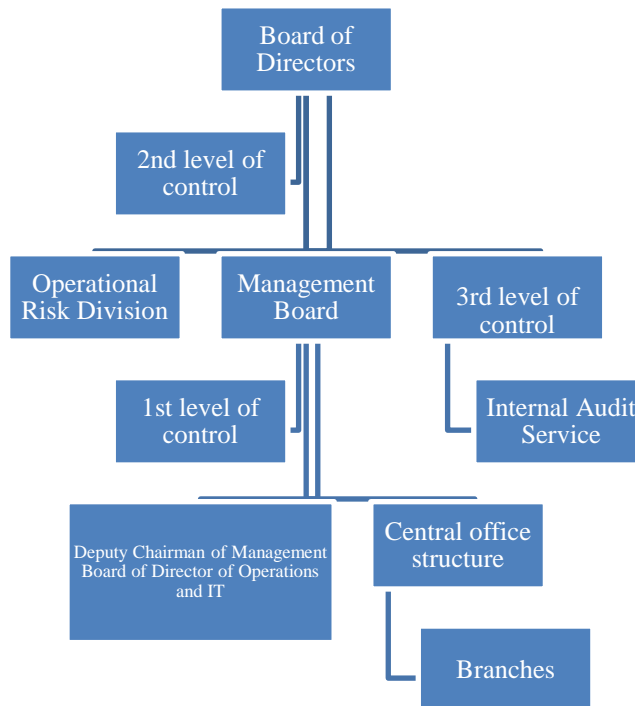 Board of
Directors
2nd level of
control
Operational
Risk Division
Management
Board
3rd level of
control
1st level of
control
Internal Audit
Service
Deputy Chairman of Management
Board of Director of Operations
and IT
Central office
structure
Branches